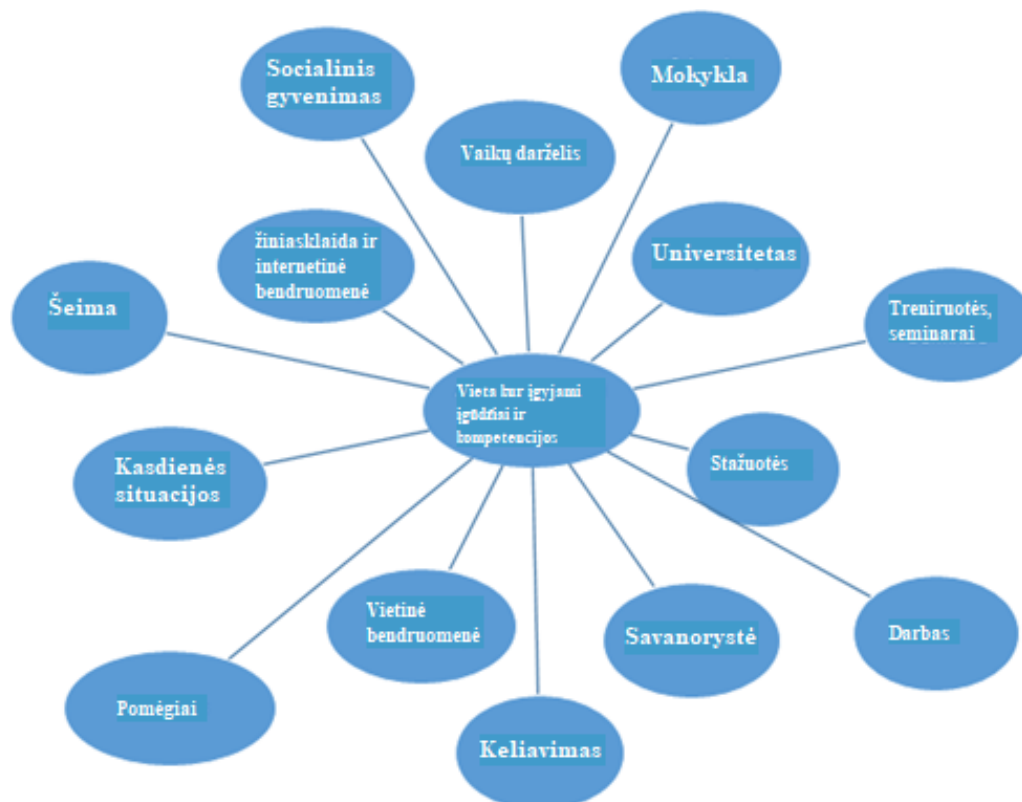 Socialinis
gyvenimas
Mokykla
Vaikų darželis
žiniasklaida ir
internetinė
bendruomenė
Universitetas
Šeima
Treniruotės,
seminarai
Vieta kur įgyjami
įgūdžiai ir
kompetencijos
Kasdienės
situacijos
Stažuotės
Vietinė
bendruomenė
Savanorystė
Darbas
Pomėgiai
Keliavimas